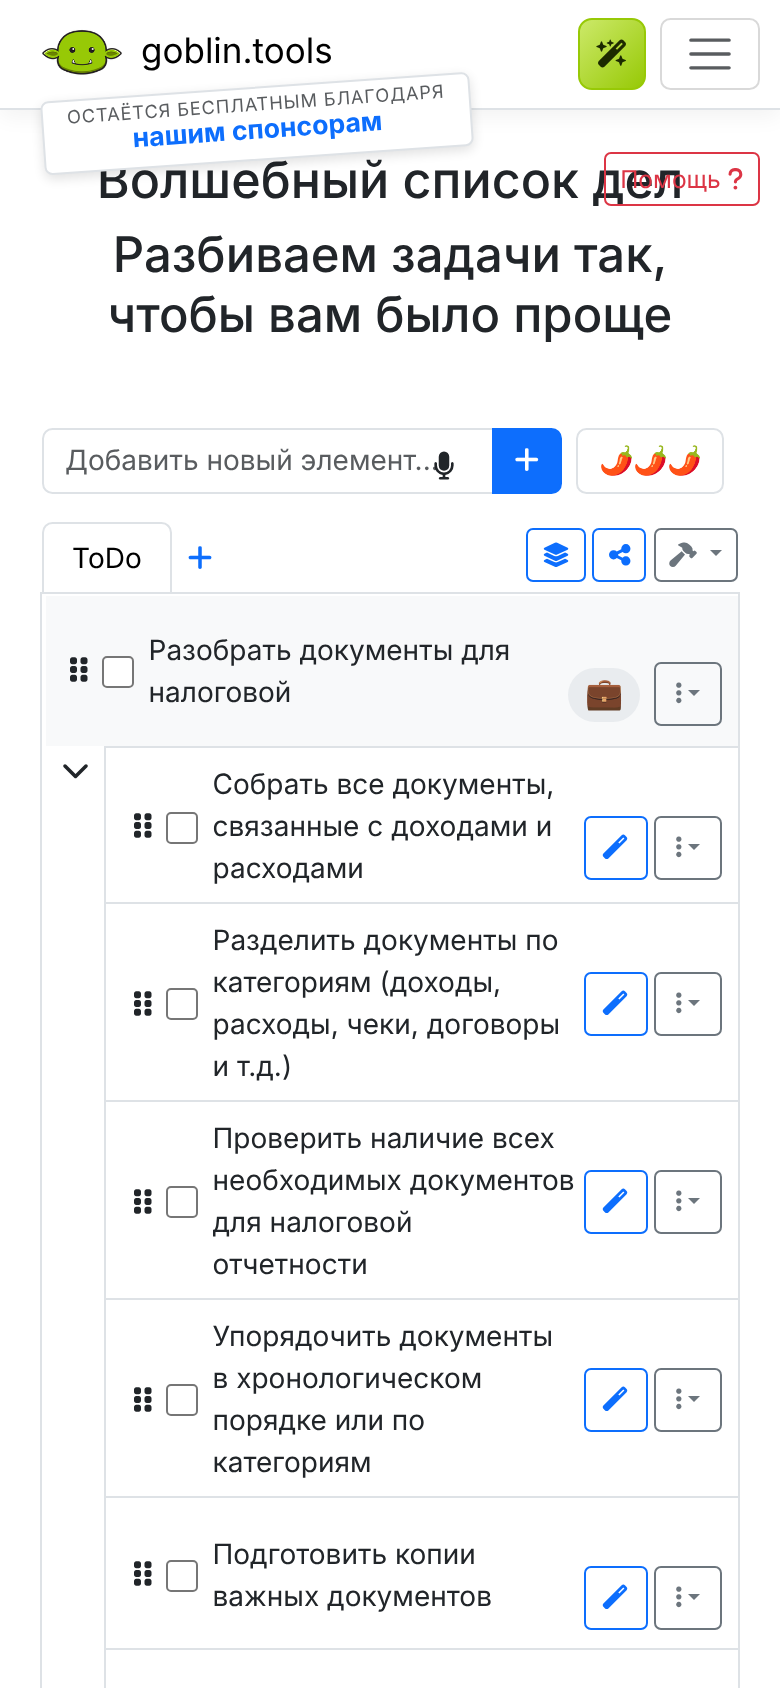 goblin.tools
ОСТАЁТСЯ БЕСПЛАТНЫМ БЛАГОДАРЯ
нашим спонсорам
Волшебный список дел
Помощь ?
Разбиваем задачи так,
чтобы вам было проще
Добавить новый элемент...
ToDo
Разобрать документы для
налоговой
Собрать все документы,
связанные с доходами и
расходами
Разделить документы по
категориям (доходы,
расходы, чеки, договоры
и т.д.)
Проверить наличие всех
необходимых документов
для налоговой
отчетности
Упорядочить документы
в хронологическом
порядке или по
категориям
Подготовить копии
важных документов